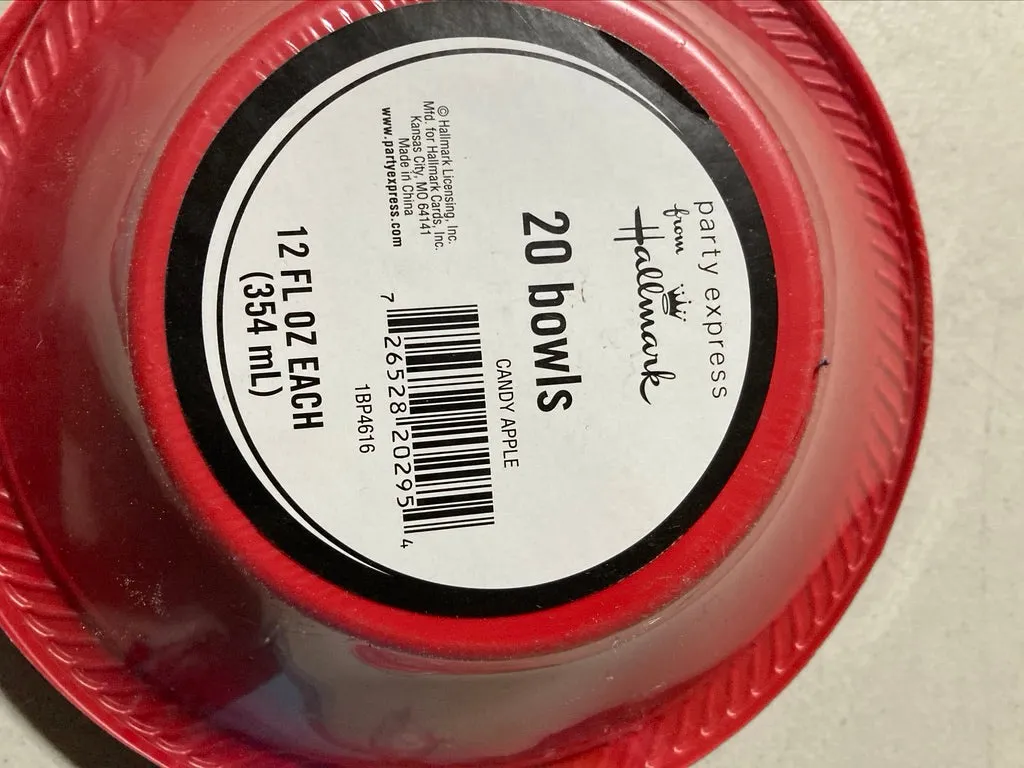 party express
from
Hallmark
20 bowls
CANDY APPLE
7 26528 20295 4
1BP4616
© Hallmark Licensing, Inc.
Mfd. for Hallmark Cards, Inc.
Kansas City, MO 64141
Made in China
www.partyexpress.com
12 FL OZ EACH
(354 mL)